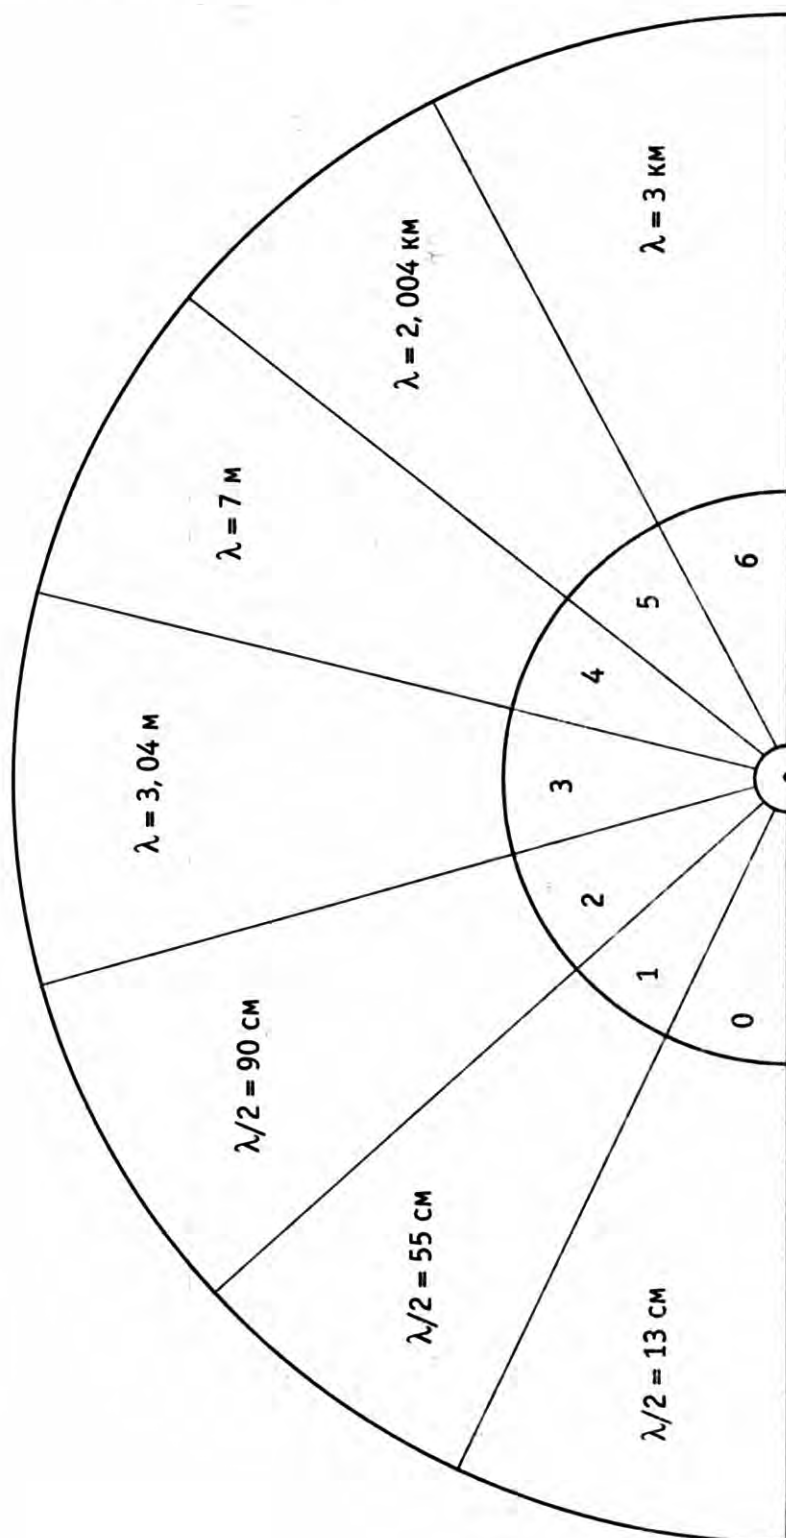 λ/2 = 13 см
λ/2 = 55 см
λ/2 = 90 см
λ = 3, 04 м
λ = 7 м
λ = 2, 004 км
λ = 3 км
0
1
2
3
4
5
6